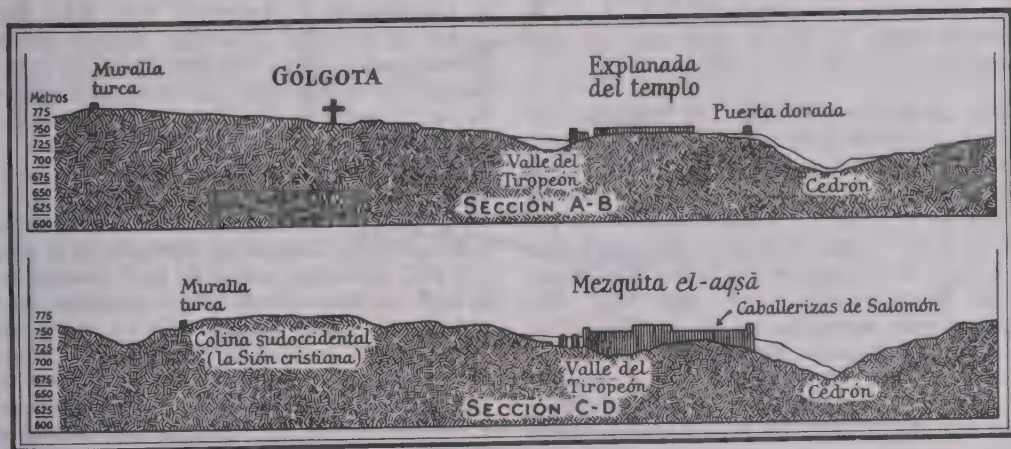 Muralla
turca
GÓLGOTA
Explanada
del templo
Puerta dorada
Metros
775
750
725
700
675
650
625
600
Valle del
Tiropeón
Cedrón
SECCIÓN A-B
Muralla
turca
Mezquita el-aqṣā
Caballerizas de Salomón
775
750
725
700
675
650
625
600
Colina sudoccidental
(la Sión cristiana)
Valle del
Tiropeón
Cedrón
SECCIÓN C-D